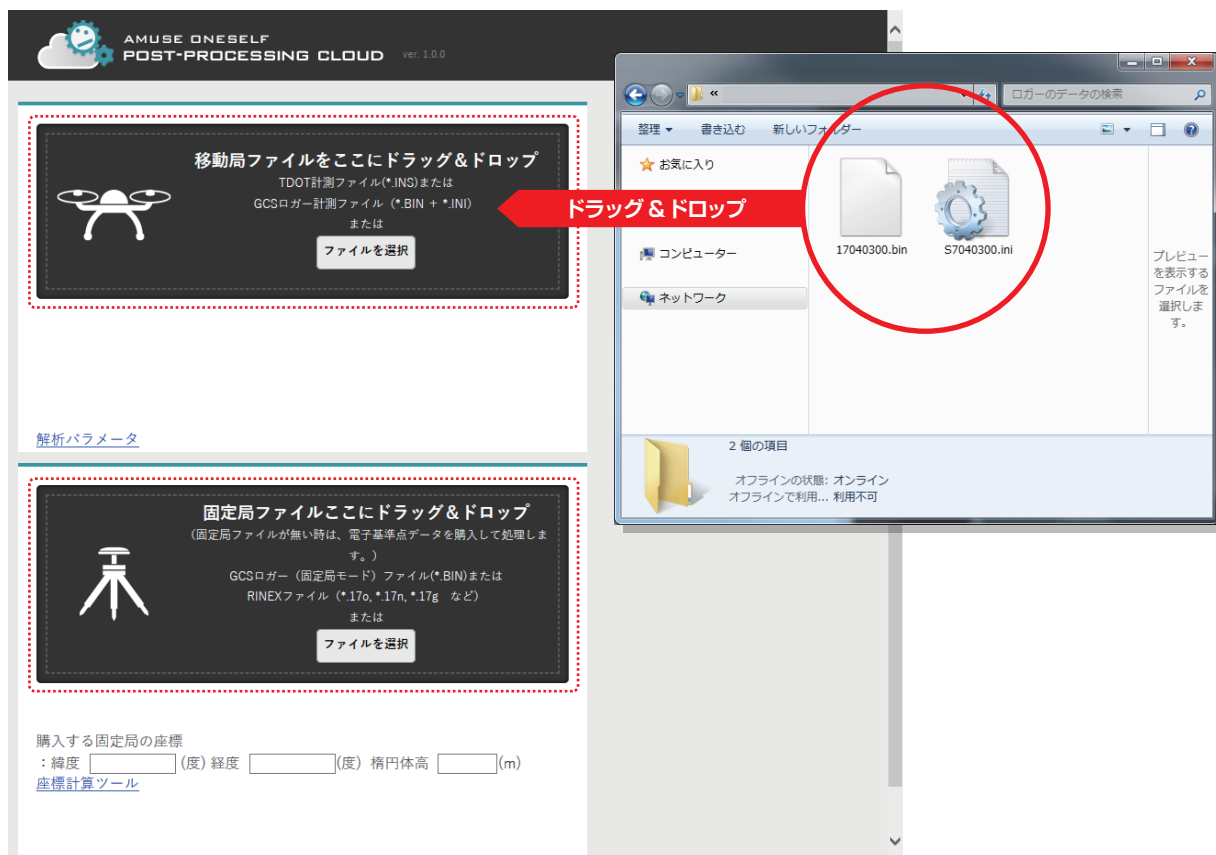 AMUSE ONESELF
POST-PROCESSING CLOUD ver. 1.0.0
移動局ファイルをここにドラッグ&ドロップ
TDOT計測ファイル(*.INS)または
GCSロガー計測ファイル（*.BIN + *.INI）
または
ファイルを選択
解析パラメータ
固定局ファイルここにドラッグ&ドロップ
(固定局ファイルが無い時は、電子基準点データを購入して処理しま
す。)
GCSロガー（固定局モード）ファイル(*.BIN)または
RINEXファイル（*.17o, *.17n, *.17g など）
または
ファイルを選択
購入する固定局の座標
：緯度 (度) 経度 (度) 楕円体高 (m)
座標計算ツール
ドラッグ & ドロップ
«
ロガーのデータの検索
整理 書き込む 新しいフォルダー
お気に入り
コンピューター
ネットワーク
17040300.bin
S7040300.ini
プレビュー
を表示する
ファイルを
選択しま
す。
2 個の項目
オフラインの状態: オンライン
オフラインで利用... 利用不可